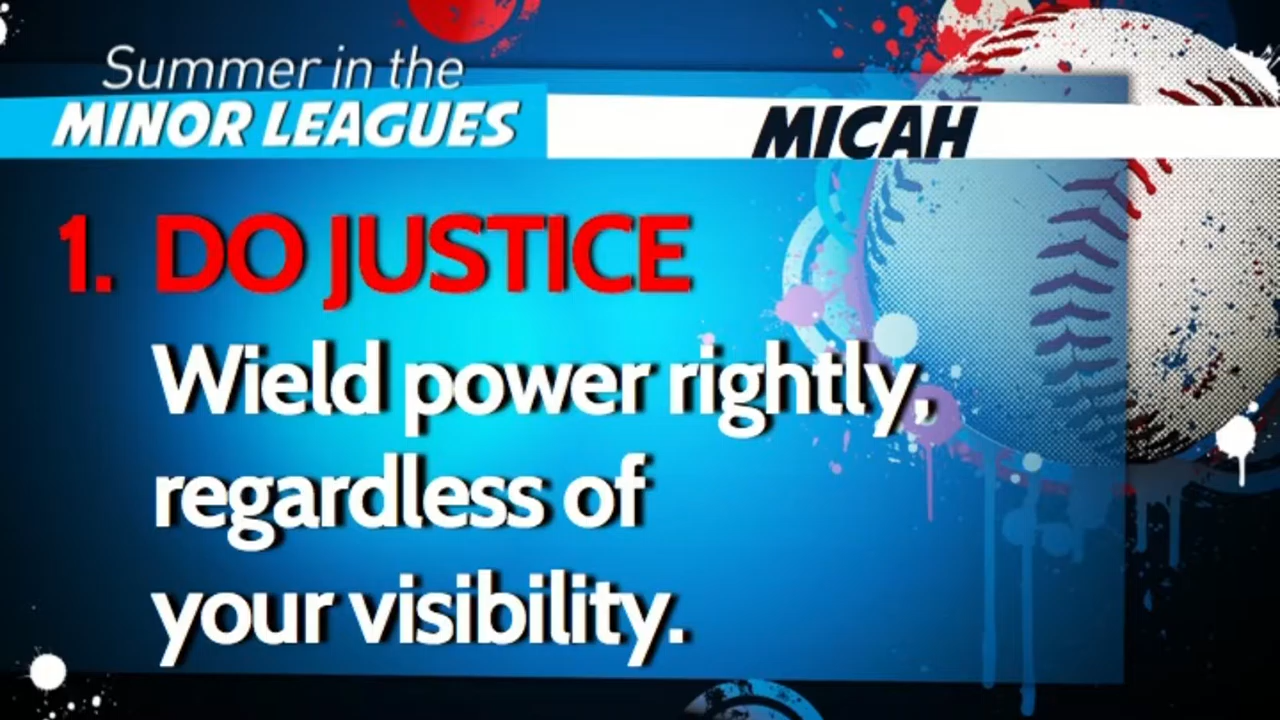 Summer in the
MINOR LEAGUES
MICAH
1. DO JUSTICE
Wield power rightly,
regardless of
your visibility.